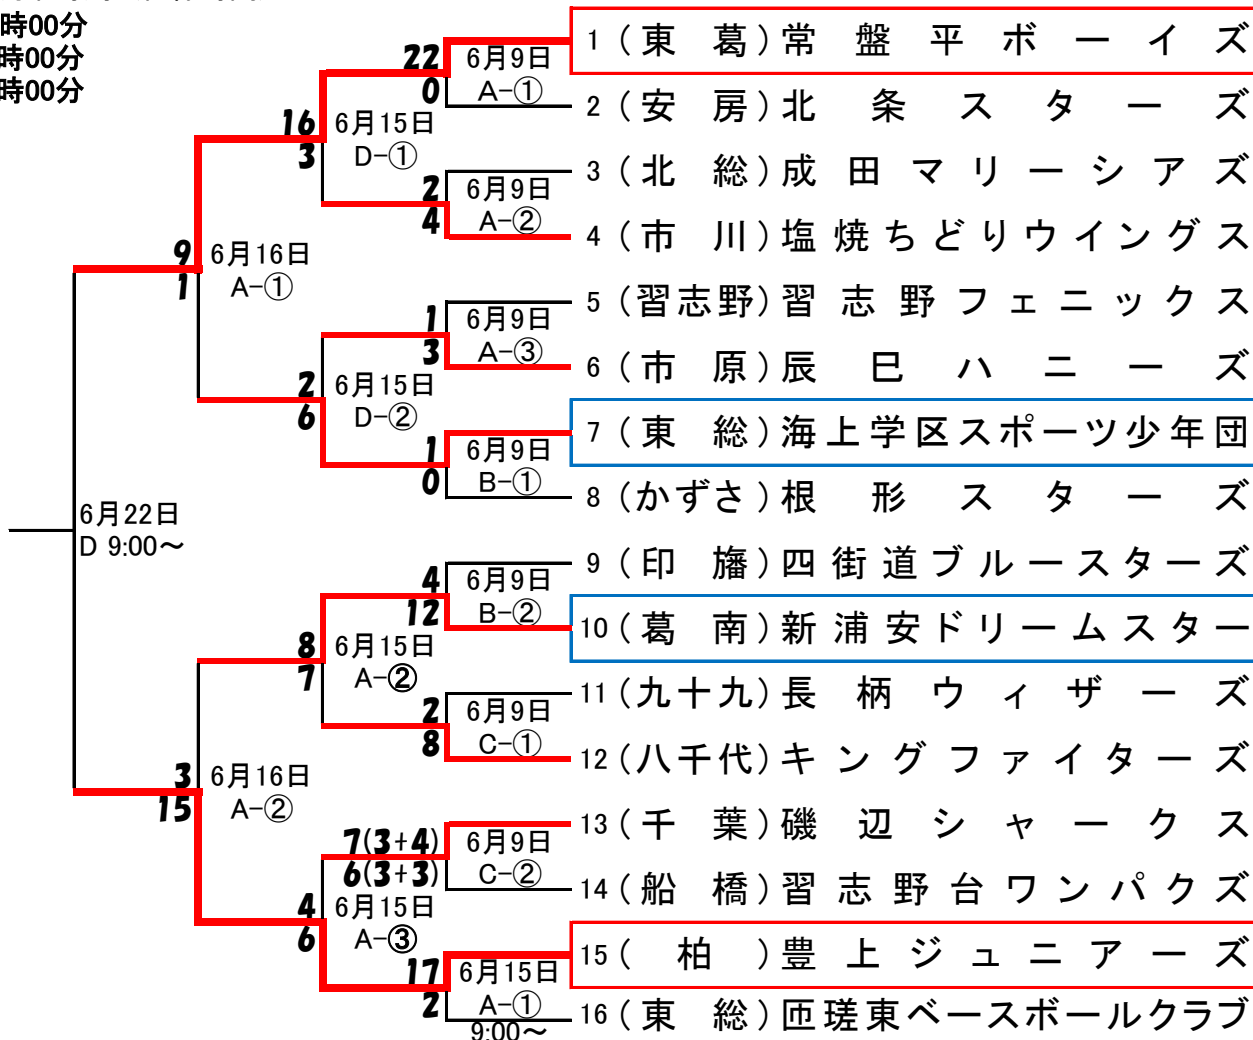 時00分
時00分
時00分
22
0
6月9日
A-①
1 (東 葛) 常盤平ボーイズ
2 (安 房) 北条スターズ
16
3
6月15日
D-①
2
4
6月9日
A-②
3 (北 総) 成田マリーシアズ
4 (市 川) 塩焼ちどりウイングス
9
1
6月16日
A-①
1
3
6月9日
A-③
5 (習志野) 習志野フェニックス
6 (市 原) 辰巳ハニーズ
2
6
6月15日
D-②
1
0
6月9日
B-①
7 (東 総) 海上学区スポーツ少年団
8 (かずさ) 根形スターズ
6月22日
D 9:00～
4
12
6月9日
B-②
9 (印 旛) 四街道ブルースターズ
10 (葛 南) 新浦安ドリームスター
8
7
6月15日
A-②
2
8
6月9日
C-①
11 (九十九) 長柄ウィザーズ
12 (八千代) キングファイターズ
3
15
6月16日
A-②
7(3+4)
6(3+3)
6月9日
C-②
13 (千 葉) 磯辺シャークス
14 (船 橋) 習志野台ワンパクズ
4
6
6月15日
A-③
17
2
6月15日
A-①
9:00～
15 ( 柏 ) 豊上ジュニアーズ
16 (東 総) 匝瑳東ベースボールクラブ